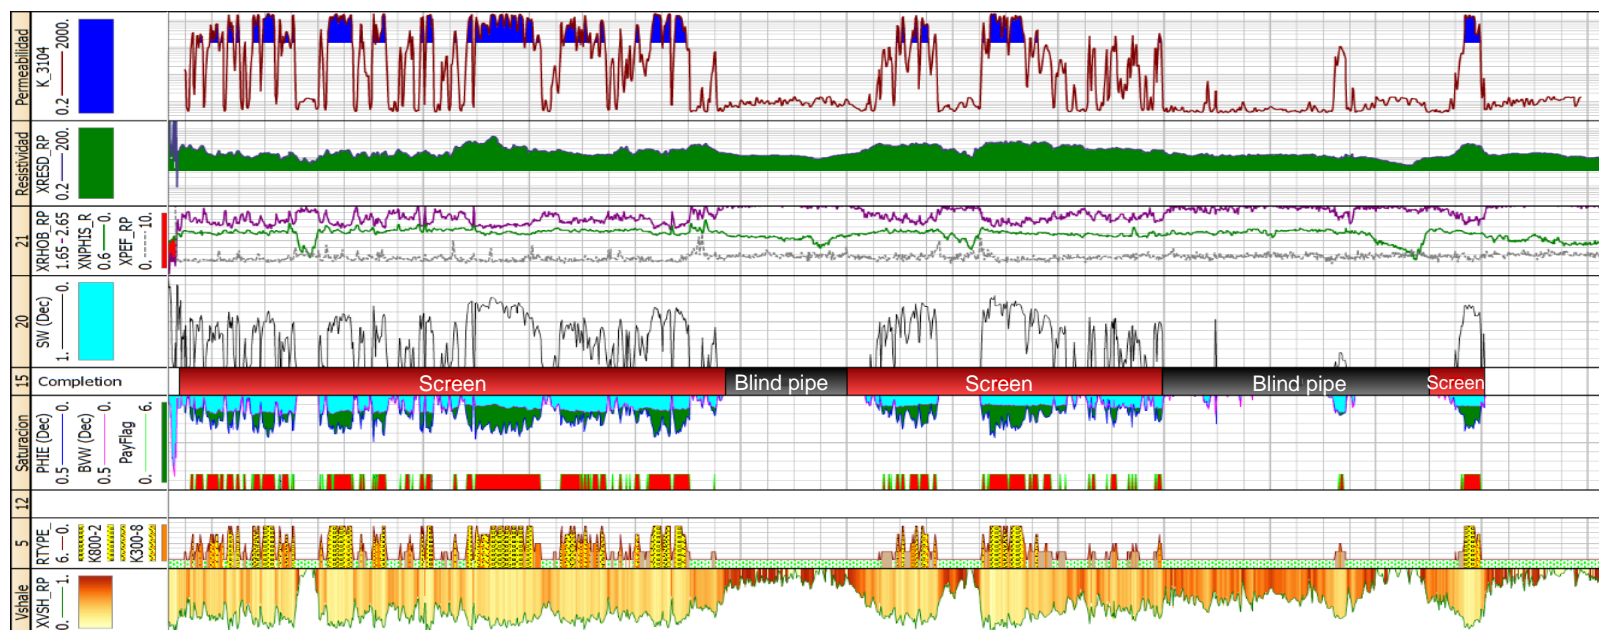 Permeabilidad
K_3104
0.2 2000.
Resistividad
XRESD_RP
0.2 200.
21
XRHOB_RP
1.65 2.65
XNPHIS_R
0.6 0.
XPEF_RP
0. 10.
20
SW (Dec)
1. 0.
15
Completion
Screen
Blind pipe
Screen
Blind pipe
Screen
Saturacion
PHIE (Dec)
0.5 0.
BVW (Dec)
0.5 0.
PayFlag
0. 6.
12
5
RTYPE_
6. 0.
K800-2
K300-8
Vshale
XVSH_RP
0. 1.